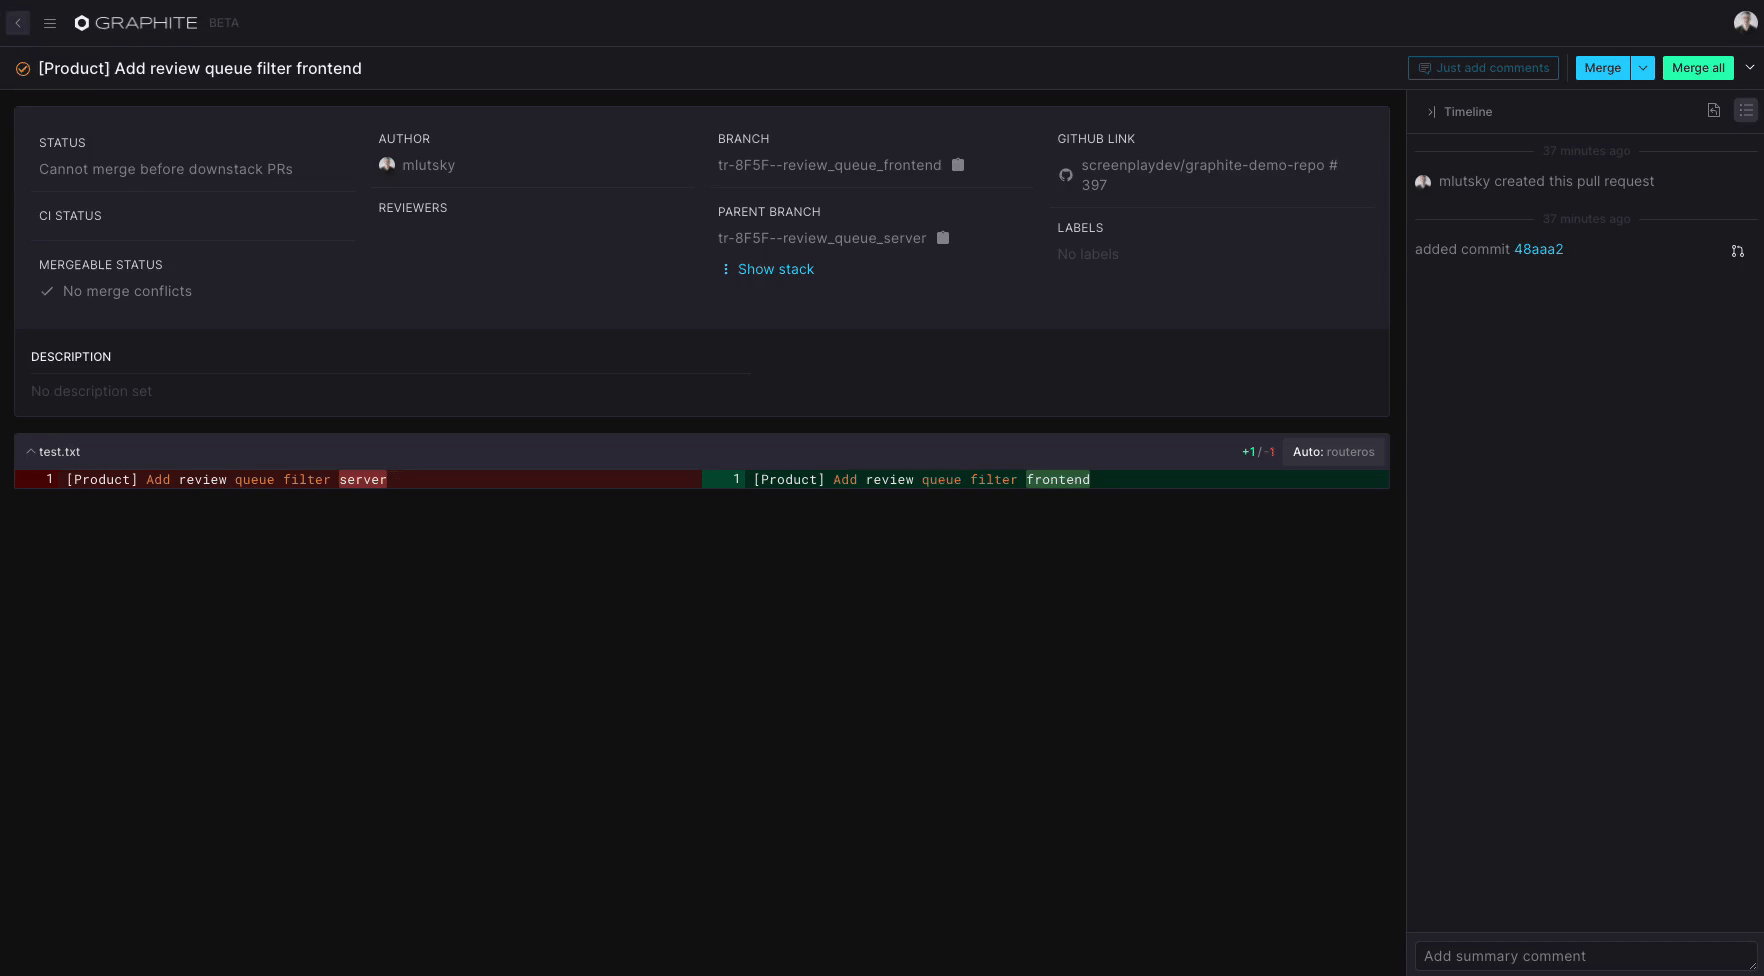 GRAPHITE BETA
[Product] Add review queue filter frontend
Just add comments
Merge
Merge all
STATUS
Cannot merge before downstack PRs
CI STATUS
MERGEABLE STATUS
No merge conflicts
AUTHOR
mlutsky
REVIEWERS
BRANCH
tr-8F5F--review_queue_frontend
PARENT BRANCH
tr-8F5F--review_queue_server
Show stack
GITHUB LINK
screenplaydev/graphite-demo-repo #
397
LABELS
No labels
DESCRIPTION
No description set
test.txt
+1/-1
Auto: routeros
1 [Product] Add review queue filter server
1 [Product] Add review queue filter frontend
Timeline
37 minutes ago
mlutsky created this pull request
37 minutes ago
added commit 48aaa2
Add summary comment